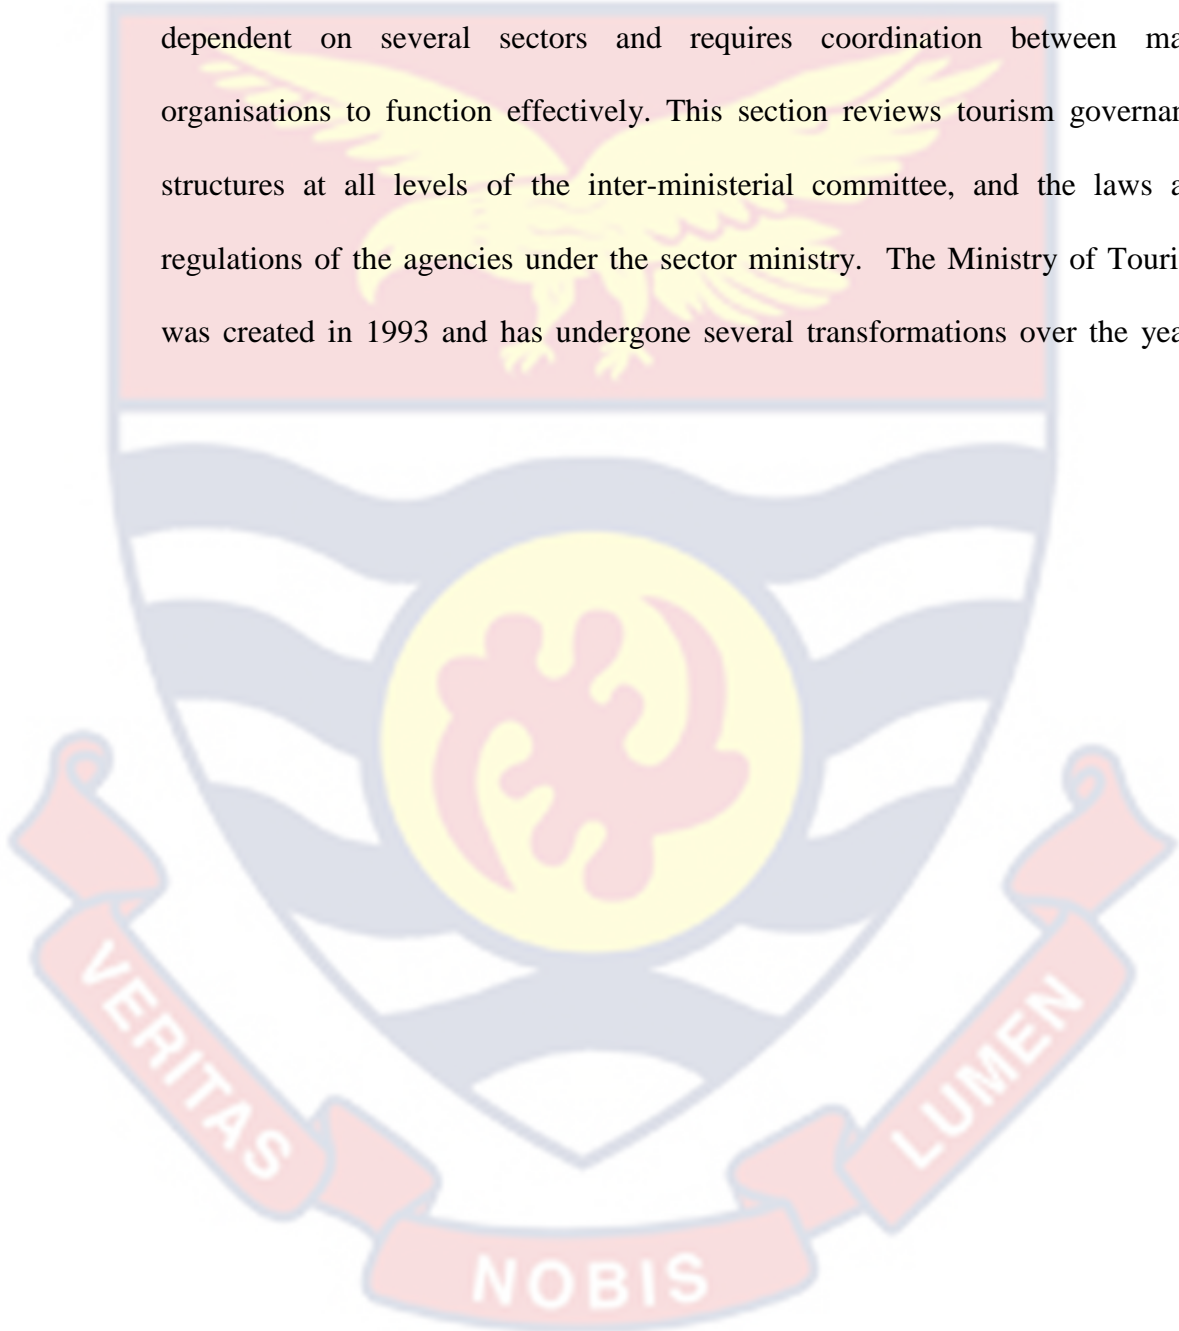 dependent on several sectors and requires coordination between ma
organisations to function effectively. This section reviews tourism governan
structures at all levels of the inter-ministerial committee, and the laws a
regulations of the agencies under the sector ministry. The Ministry of Touri
was created in 1993 and has undergone several transformations over the yea
VERITAS
NOBIS
LUMEN